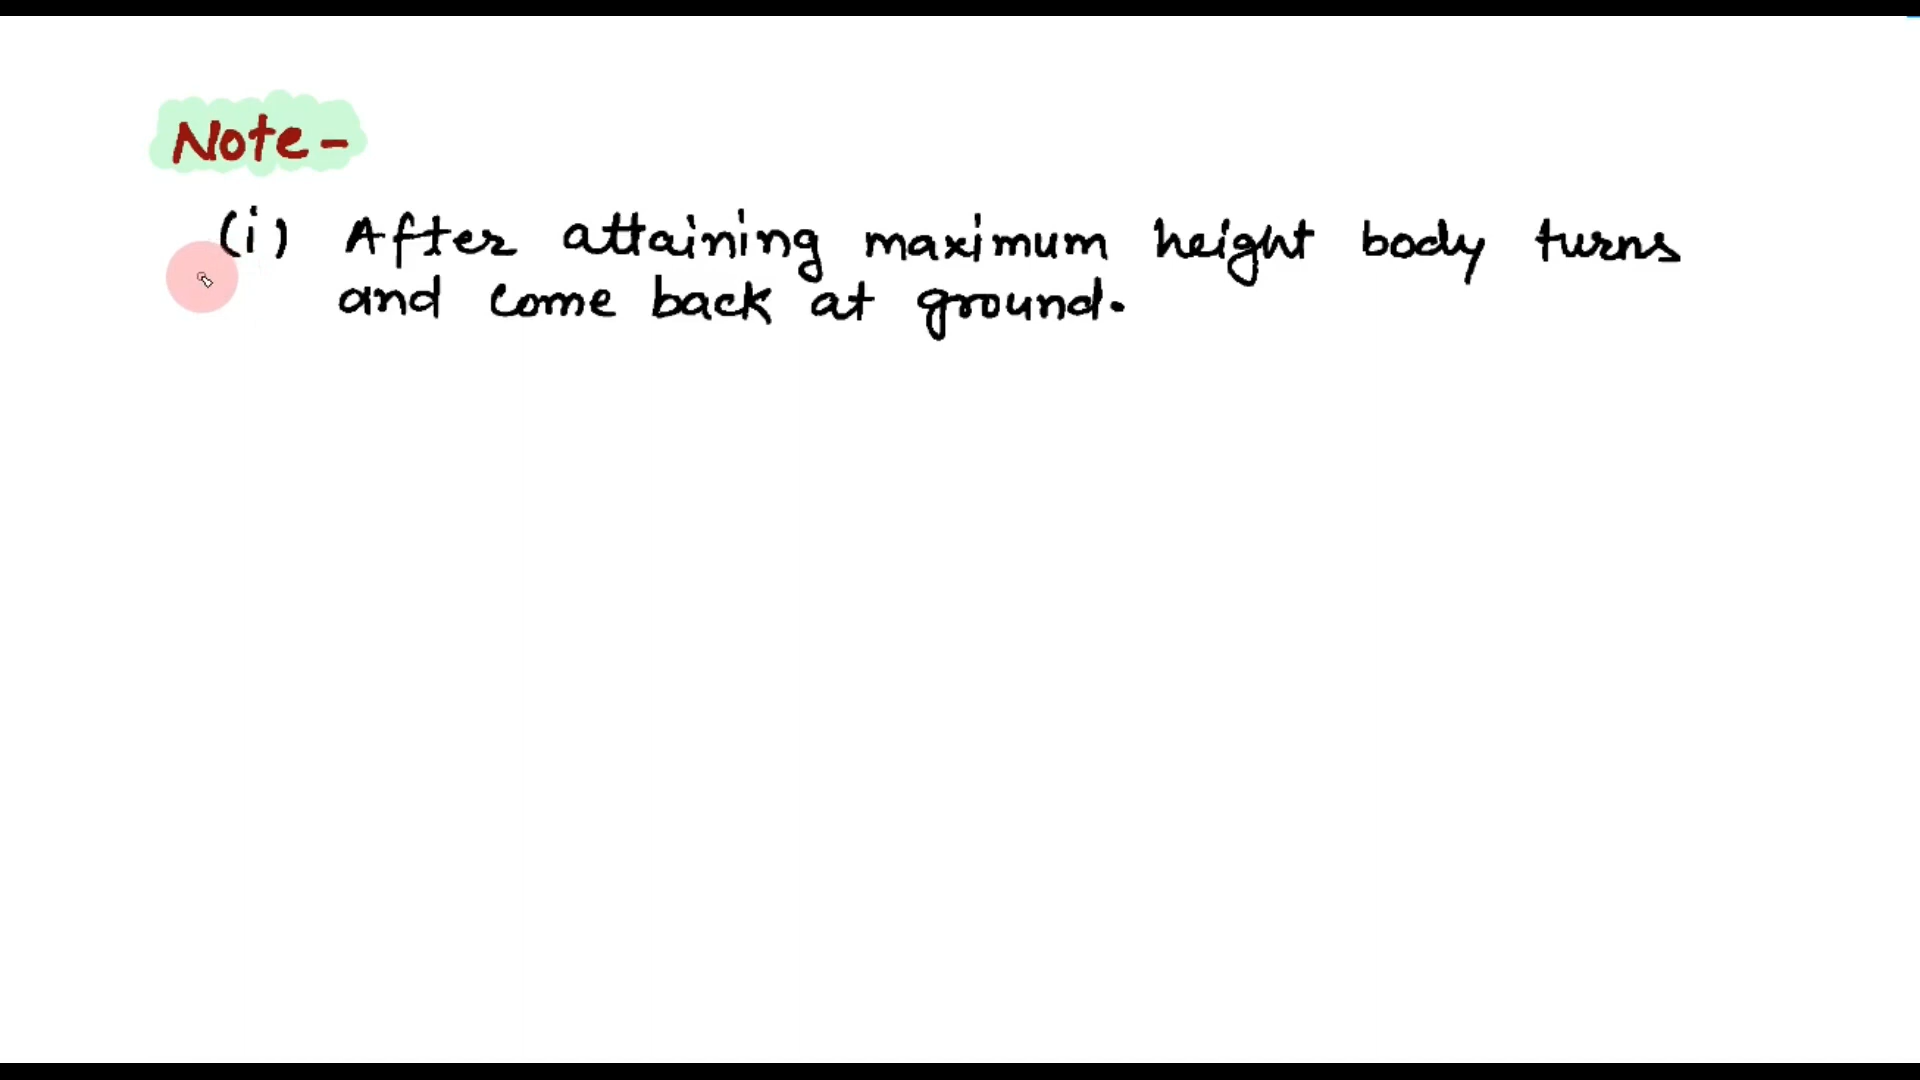 Note-
(i) After attaining maximum height body turns
and come back at ground.